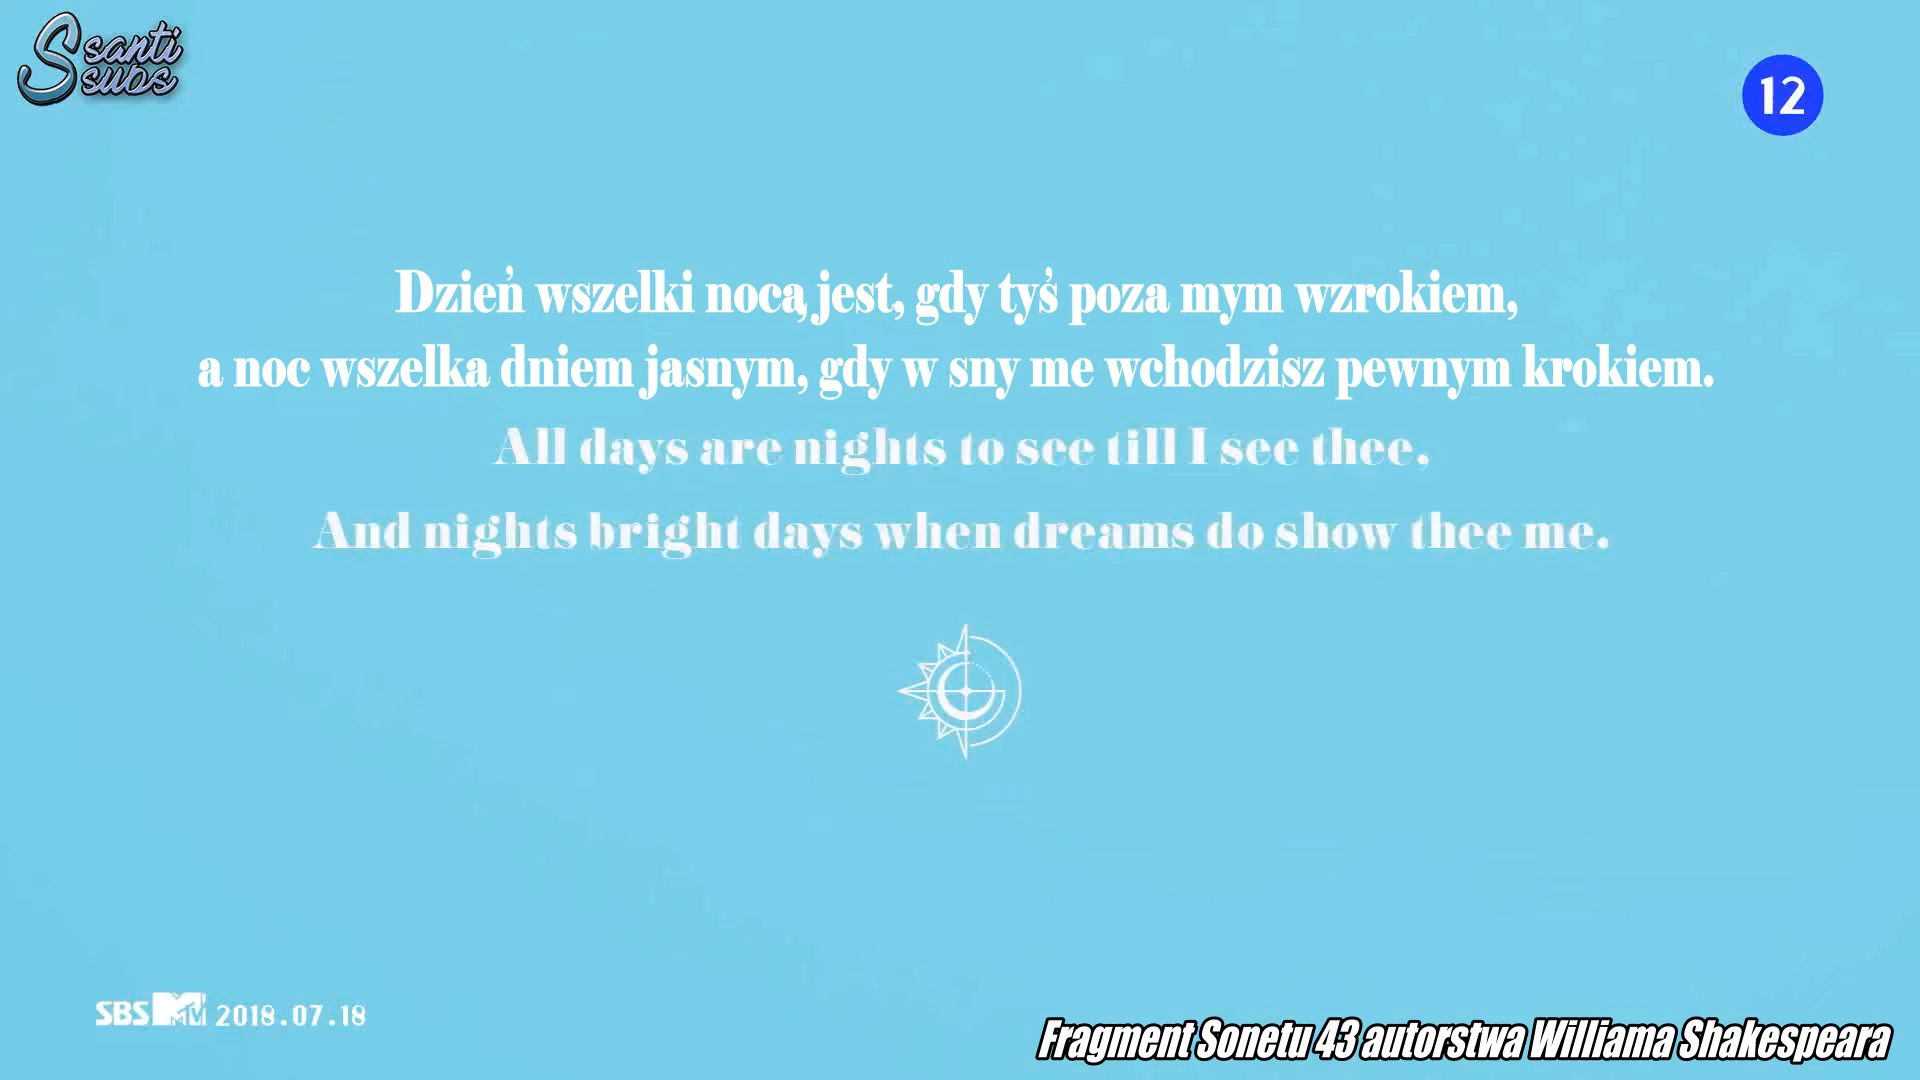 Ssanti
subs
12
Dzień wszelki nocą jest, gdy tyś poza mym wzrokiem,
a noc wszelka dniem jasnym, gdy w sny me wchodzisz pewnym krokiem.
All days are nights to see till I see thee,
And nights bright days when dreams do show thee me.
SBS MTV 2018.07.18
Fragment Sonetu 43 autorstwa Williama Shakespeara